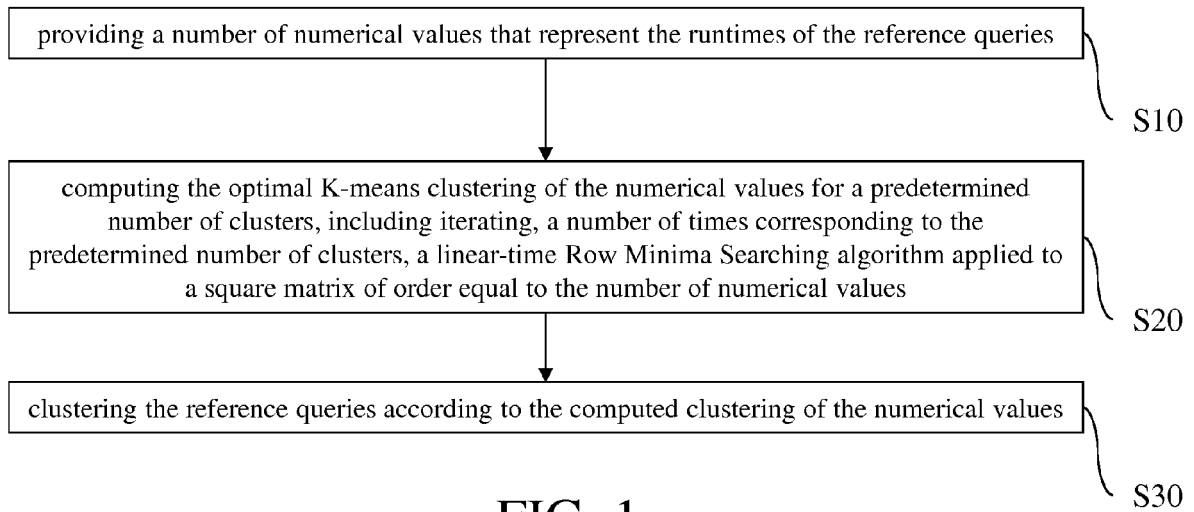 providing a number of numerical values that represent the runtimes of the reference queries
S10
computing the optimal K-means clustering of the numerical values for a predetermined
number of clusters, including iterating, a number of times corresponding to the
predetermined number of clusters, a linear-time Row Minima Searching algorithm applied to
a square matrix of order equal to the number of numerical values
S20
clustering the reference queries according to the computed clustering of the numerical values
S30
FIG. 1